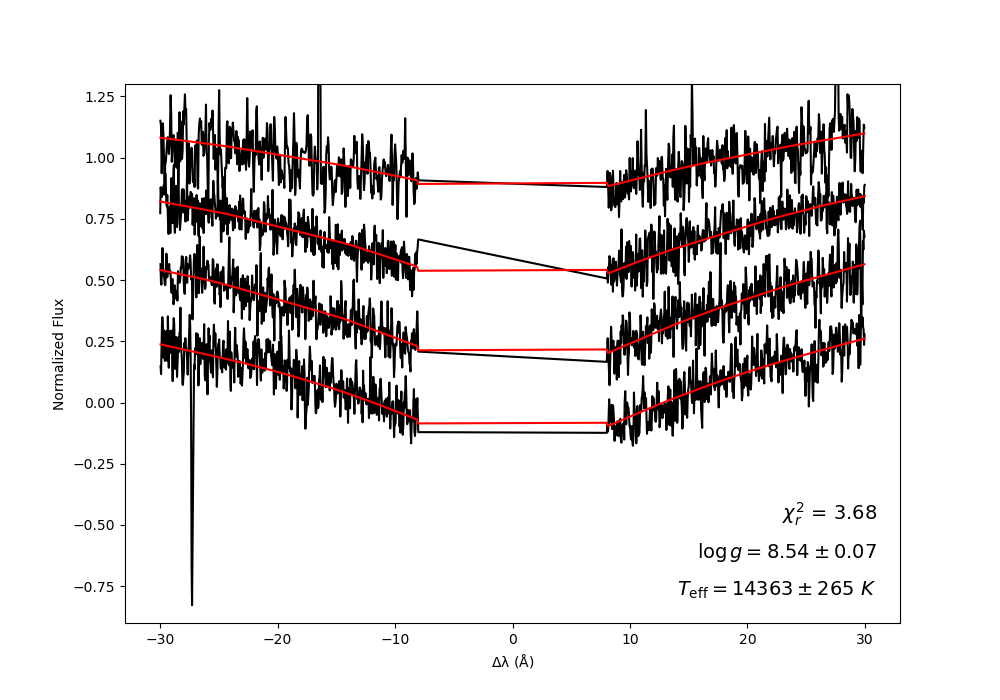 1.25
1.00
0.75
0.50
0.25
0.00
−0.25
−0.50
−0.75
Normalized Flux
χ²ᵣ = 3.68
log g = 8.54 ± 0.07
T_eff = 14363 ± 265 K
−30 −20 −10 0 10 20 30
Δλ (Å)